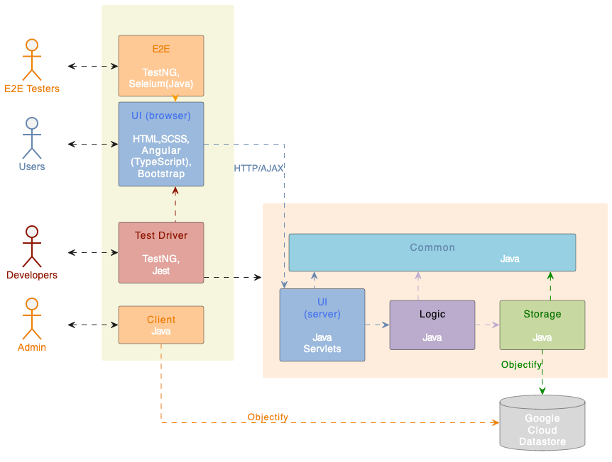 E2E
TestNG,
Seleium(Java)
E2E Testers
UI (browser)
HTML,SCSS,
Angular
(TypeScript),
Bootstrap
Users
HTTP/AJAX
Test Driver
TestNG,
Jest
Developers
Common
Java
Client
Java
Admin
UI
(server)
Java
Servlets
Logic
Java
Storage
Java
Objectify
Objectify
Google
Cloud
Datastore